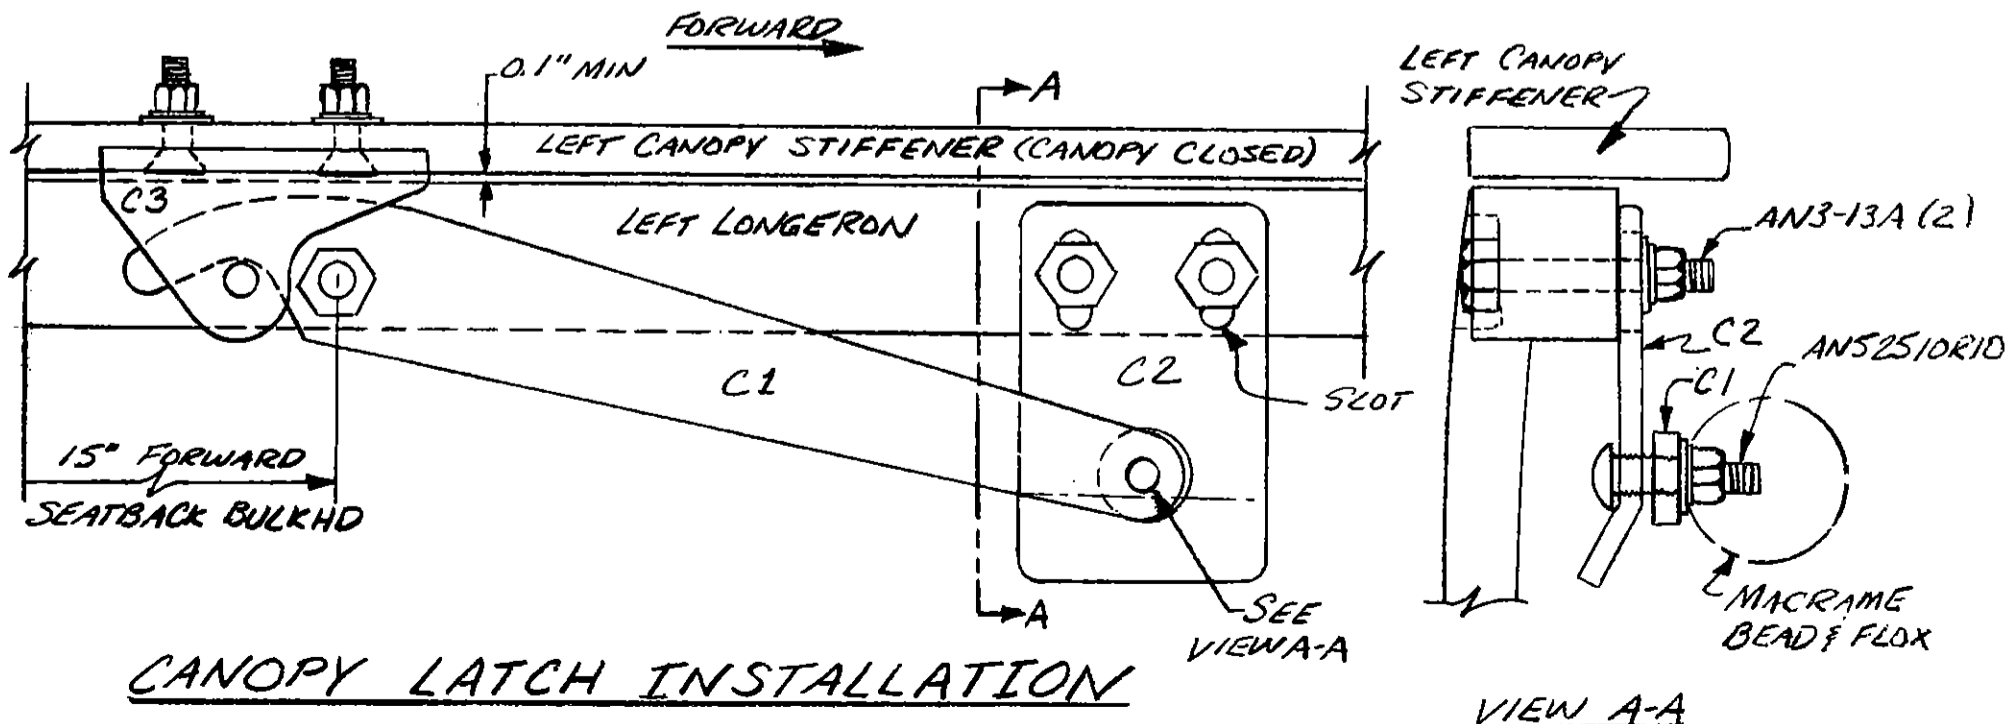 FORWARD
0.1" MIN
A
LEFT CANOPY STIFFENER (CANOPY CLOSED)
C3
LEFT LONGERON
C1
C2
SLOT
15" FORWARD
SEATBACK BULKHD
A
SEE
VIEW A-A
CANOPY LATCH INSTALLATION
LEFT CANOPY
STIFFENER
AN3-13A (2)
C2
AN52510R10
C1
MACRAME
BEAD & FLOX
VIEW A-A